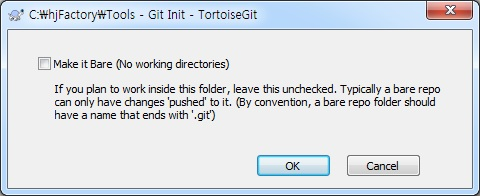 C:₩hjFactory₩Tools - Git Init - TortoiseGit
Make it Bare (No working directories)
If you plan to work inside this folder, leave this unchecked. Typically a bare repo
can only have changes 'pushed' to it. (By convention, a bare repo folder should
have a name that ends with '.git')
OK
Cancel